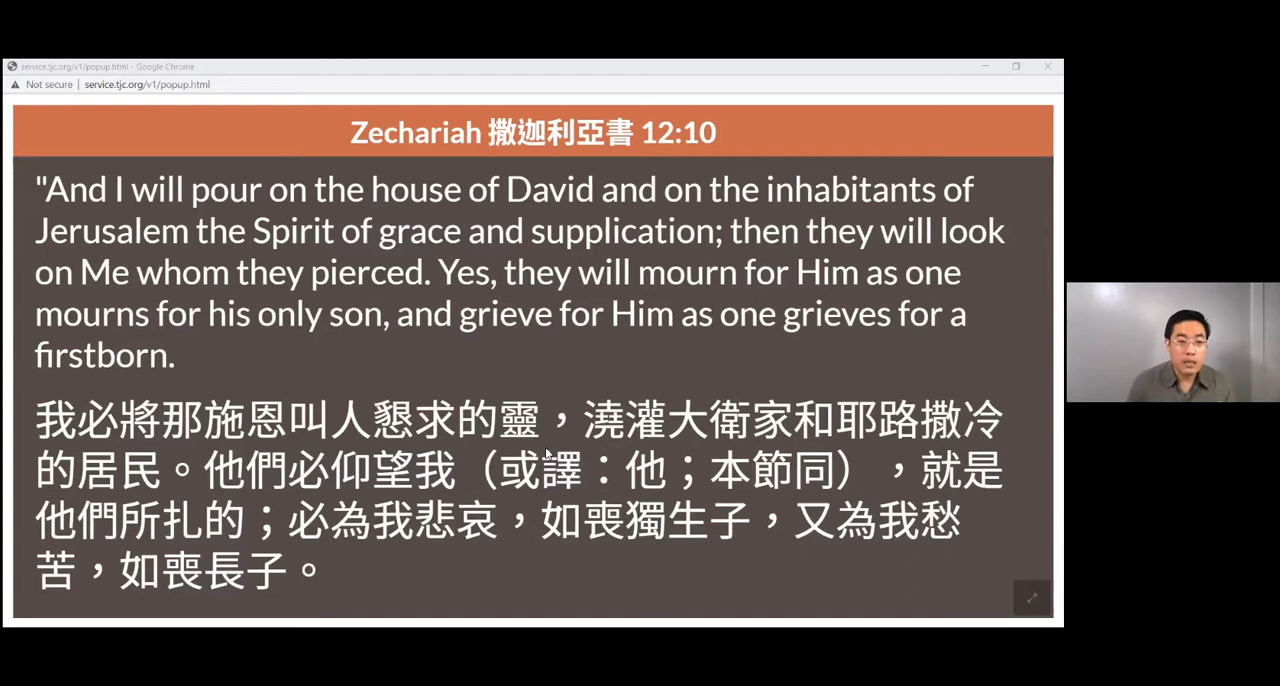 service.tjc.org/v1/popup.html - Google Chrome
Not secure | service.tjc.org/v1/popup.html
Zechariah 撒迦利亞書 12:10
"And I will pour on the house of David and on the inhabitants of
Jerusalem the Spirit of grace and supplication; then they will look
on Me whom they pierced. Yes, they will mourn for Him as one
mourns for his only son, and grieve for Him as one grieves for a
firstborn.
我必將那施恩叫人懇求的靈，澆灌大衛家和耶路撒冷
的居民。他們必仰望我（或譯：他；本節同），就是
他們所扎的；必為我悲哀，如喪獨生子，又為我愁
苦，如喪長子。